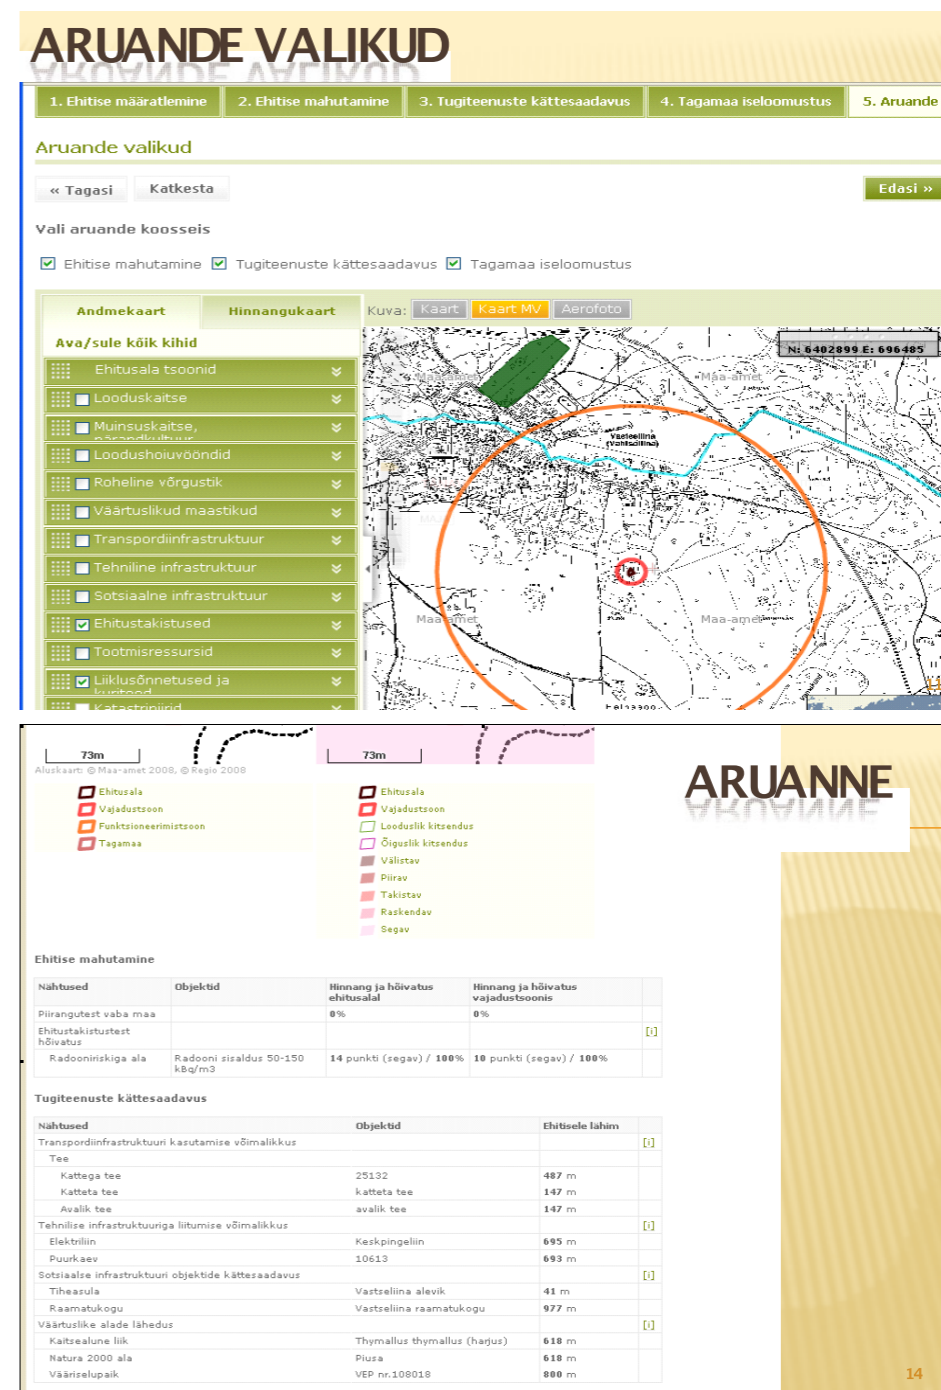 ARUANDE VALIKUD
1. Ehitise määratlemine 2. Ehitise mahutamine 3. Tugiteenuste kättesaadavus 4. Tagamaa iseloomustus 5. Aruande
Aruande valikud
« Tagasi Katkesta Edasi »
Vali aruande koosseis
Ehitise mahutamine Tugiteenuste kättesaadavus Tagamaa iseloomustus
Andmekaart Hinnangukaart Kuva: Kaart Kaart MV Aerofoto
Ava/sule kõik kihid
N: 6402899 E: 696485
Ehitusala tsoonid
Looduskaitse
Muinsuskaitse,
pärandkultuur
Loodushoiuvööndid
Roheline võrgustik
Väärtuslikud maastikud
Transpordiinfrastruktuur
Tehniline infrastruktuur
Sotsiaalne infrastruktuur
Ehitustakistused
Tootmisressursid
Liiklusõnnetused ja
kuriteod
Katastripiirid
Maa-amet Maa-amet
Vastseliina
(Vahtsõliina)
Maa-amet Maa-amet
73m 73m
Aluskaart: © Maa-amet 2008, © Regio 2008
ARUANNE
Ehitusala
Vajadustsoon
Funktsioneerimistsoon
Tagamaa
Ehitusala
Vajadustsoon
Looduslik kitsendus
Õiguslik kitsendus
Välistav
Piirav
Takistav
Raskendav
Segav
Ehitise mahutamine
Nähtused Objektid Hinnang ja hõivatus ehitusalal Hinnang ja hõivatus vajadustsoonis
Piirangutest vaba maa 0% 0%
Ehitustakistustest hõivatus [i]
Radooniriskiga ala Radooni sisaldus 50-150 kBq/m3 14 punkti (segav) / 100% 10 punkti (segav) / 100%
Tugiteenuste kättesaadavus
Nähtused Objektid Ehitisele lähim
Transpordiinfrastruktuuri kasutamise võimalikkus [i]
Tee
Kattega tee 25132 487 m
Katteta tee katteta tee 147 m
Avalik tee avalik tee 147 m
Tehnilise infrastruktuuriga liitumise võimalikkus [i]
Elektriliin Keskpingeliin 695 m
Puurkaev 10613 693 m
Sotsiaalse infrastruktuuri objektide kättesaadavus [i]
Tiheasula Vastseliina alevik 41 m
Raamatukogu Vastseliina raamatukogu 977 m
Väärtuslike alade lähedus [i]
Kaitsealune liik Thymallus thymallus (harjus) 618 m
Natura 2000 ala Piusa 618 m
Vääriselupaik VEP nr.108018 800 m
14